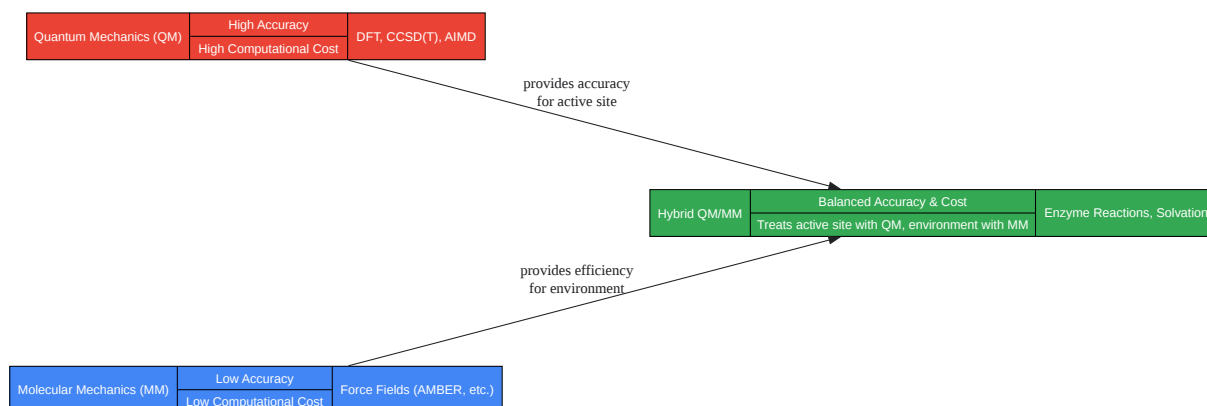 Quantum Mechanics (QM)
High Accuracy
High Computational Cost
DFT, CCSD(T), AIMD
provides accuracy
for active site
Hybrid QM/MM
Balanced Accuracy & Cost
Treats active site with QM, environment with MM
Enzyme Reactions, Solvation
provides efficiency
for environment
Molecular Mechanics (MM)
Low Accuracy
Low Computational Cost
Force Fields (AMBER, etc.)